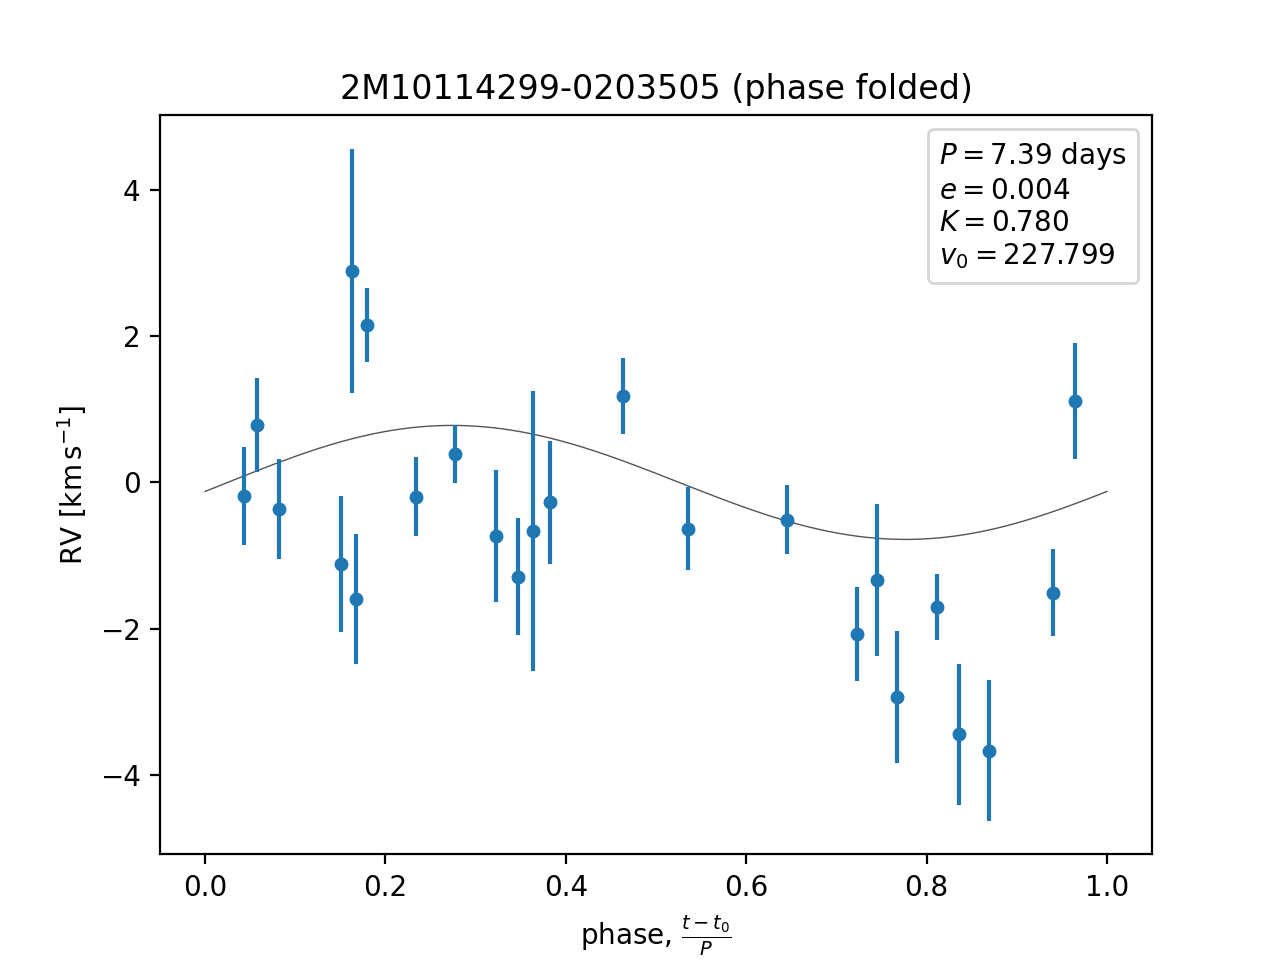 2M10114299-0203505 (phase folded)
P = 7.39 days
e = 0.004
K = 0.780
v₀ = 227.799
4
2
0
−2
−4
RV [km s⁻¹]
0.0 0.2 0.4 0.6 0.8 1.0
phase, (t − t₀)/P